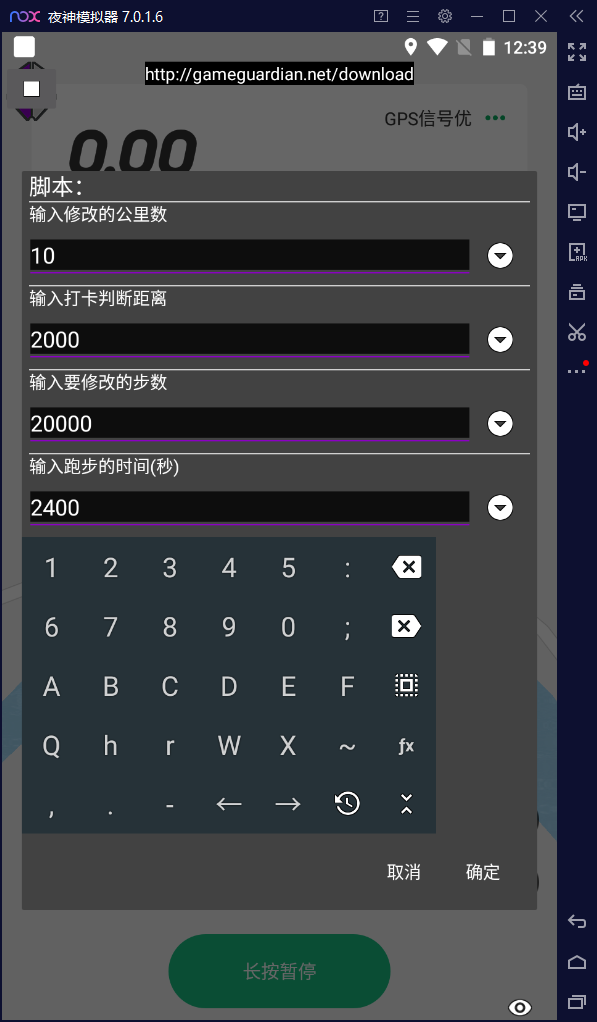 nox 夜神模拟器 7.0.1.6
12:39
http://gameguardian.net/download
GPS信号优
0.00
脚本：
输入修改的公里数
10
输入打卡判断距离
2000
输入要修改的步数
20000
输入跑步的时间(秒)
2400
1 2 3 4 5 :
6 7 8 9 0 ;
A B C D E F
Q h r W X ~ fx
, . - ← →
取消 确定
长按暂停
APK